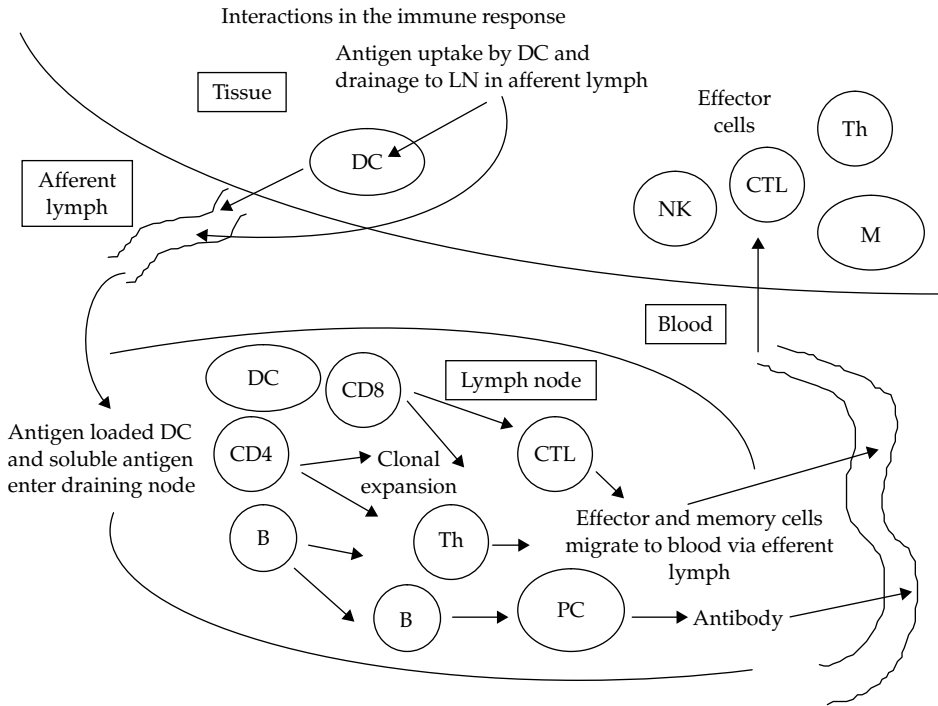 Interactions in the immune response
Antigen uptake by DC and
drainage to LN in afferent lymph
Tissue
DC
Afferent
lymph
Effector
cells
Th
CTL
NK
M
Blood
Lymph node
DC
CD8
Antigen loaded DC
and soluble antigen
enter draining node
CD4
Clonal
expansion
CTL
B
Th
Effector and memory cells
migrate to blood via efferent
lymph
B
PC
Antibody